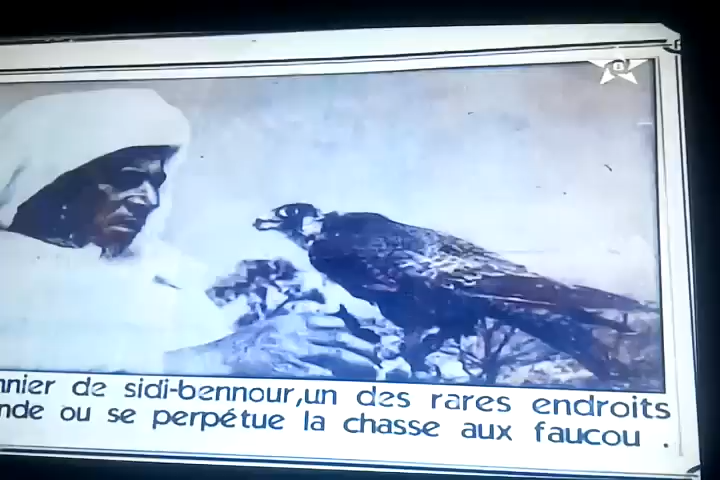 nnier de sidi-bennour,un des rares endroits
nde ou se perpétue la chasse aux faucou .